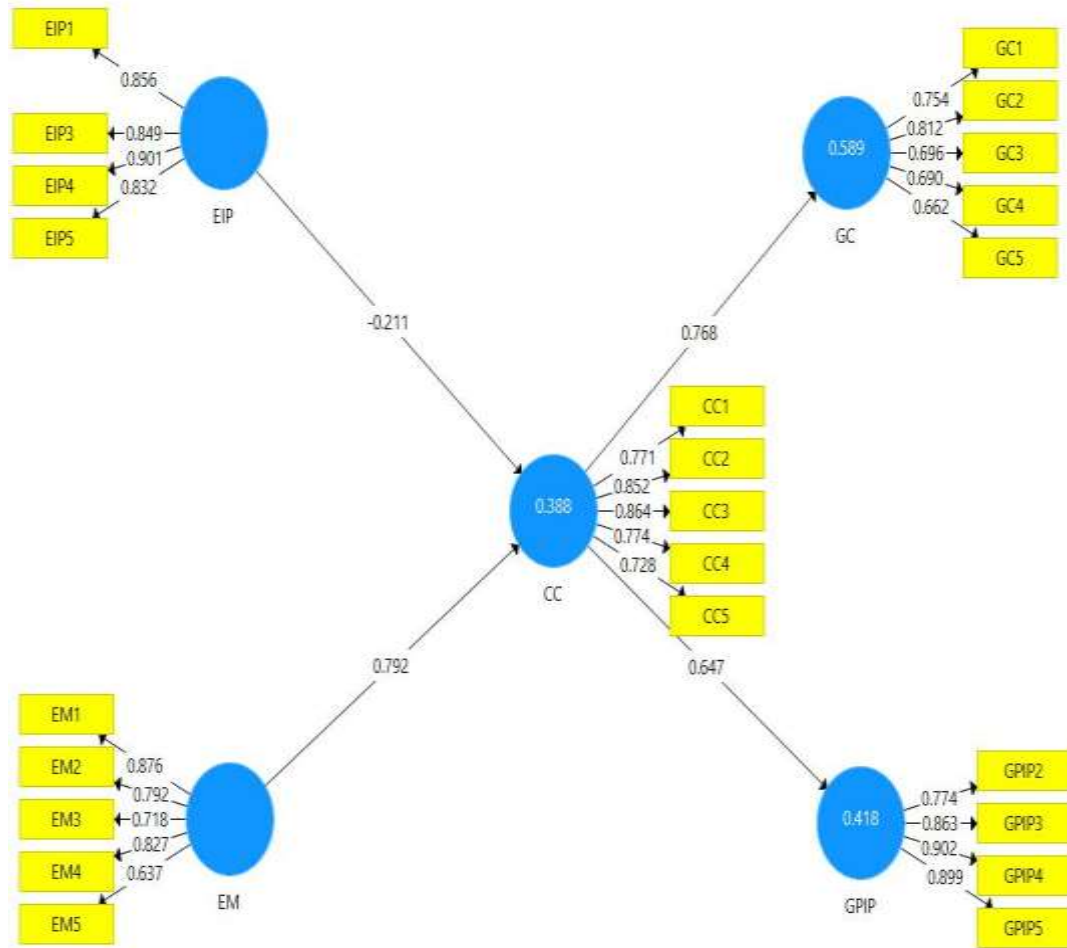 EIP1
0.856
EIP3
0.849
EIP4
0.901
EIP5
0.832
EIP
GC1
0.754
GC2
0.812
GC3
0.696
GC4
0.690
GC5
0.662
0.589
GC
-0.211
0.768
CC1
0.771
CC2
0.852
CC3
0.864
CC4
0.774
CC5
0.728
0.388
CC
0.792
0.647
EM1
0.876
EM2
0.792
EM3
0.718
EM4
0.827
EM5
0.637
EM
GPIP2
0.774
GPIP3
0.863
GPIP4
0.902
GPIP5
0.899
0.418
GPIP